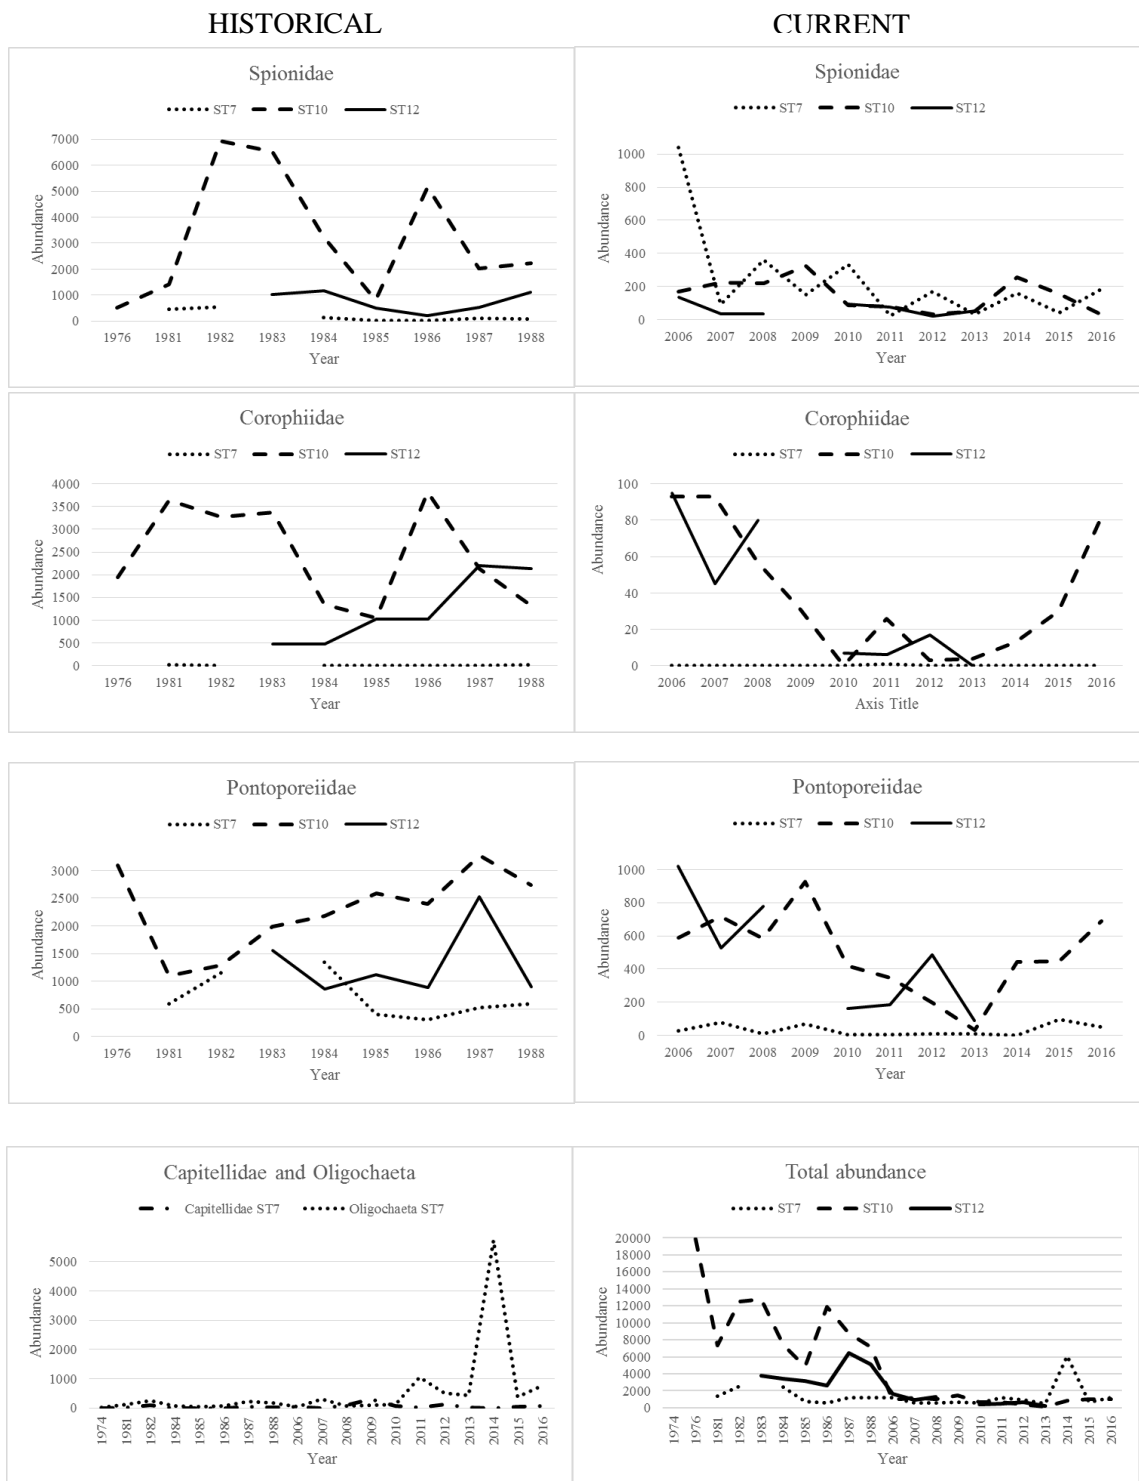 HISTORICAL
CURRENT
Spionidae
ST7 ST10 ST12
7000
6000
5000
4000
3000
2000
1000
0
Abundance
1976 1981 1982 1983 1984 1985 1986 1987 1988
Year
Spionidae
ST7 ST10 ST12
1000
800
600
400
200
0
Abundance
2006 2007 2008 2009 2010 2011 2012 2013 2014 2015 2016
Year
Corophiidae
ST7 ST10 ST12
4000
3500
3000
2500
2000
1500
1000
500
0
Abundance
1976 1981 1982 1983 1984 1985 1986 1987 1988
Year
Corophiidae
ST7 ST10 ST12
100
80
60
40
20
0
Abundance
2006 2007 2008 2009 2010 2011 2012 2013 2014 2015 2016
Axis Title
Pontoporeiidae
ST7 ST10 ST12
3000
2500
2000
1500
1000
500
0
Abundance
1976 1981 1982 1983 1984 1985 1986 1987 1988
Year
Pontoporeiidae
ST7 ST10 ST12
1000
800
600
400
200
0
Abundance
2006 2007 2008 2009 2010 2011 2012 2013 2014 2015 2016
Year
Capitellidae and Oligochaeta
Capitellidae ST7 Oligochaeta ST7
5000
4000
3000
2000
1000
0
Abundance
1974 1981 1982 1984 1985 1986 1987 1988 2006 2007 2008 2009 2010 2011 2012 2013 2014 2015 2016
Year
Total abundance
ST7 ST10 ST12
20000
18000
16000
14000
12000
10000
8000
6000
4000
2000
0
Abundance
1974 1976 1981 1982 1983 1984 1985 1986 1987 1988 2006 2007 2008 2009 2010 2011 2012 2013 2014 2015 2016
Year